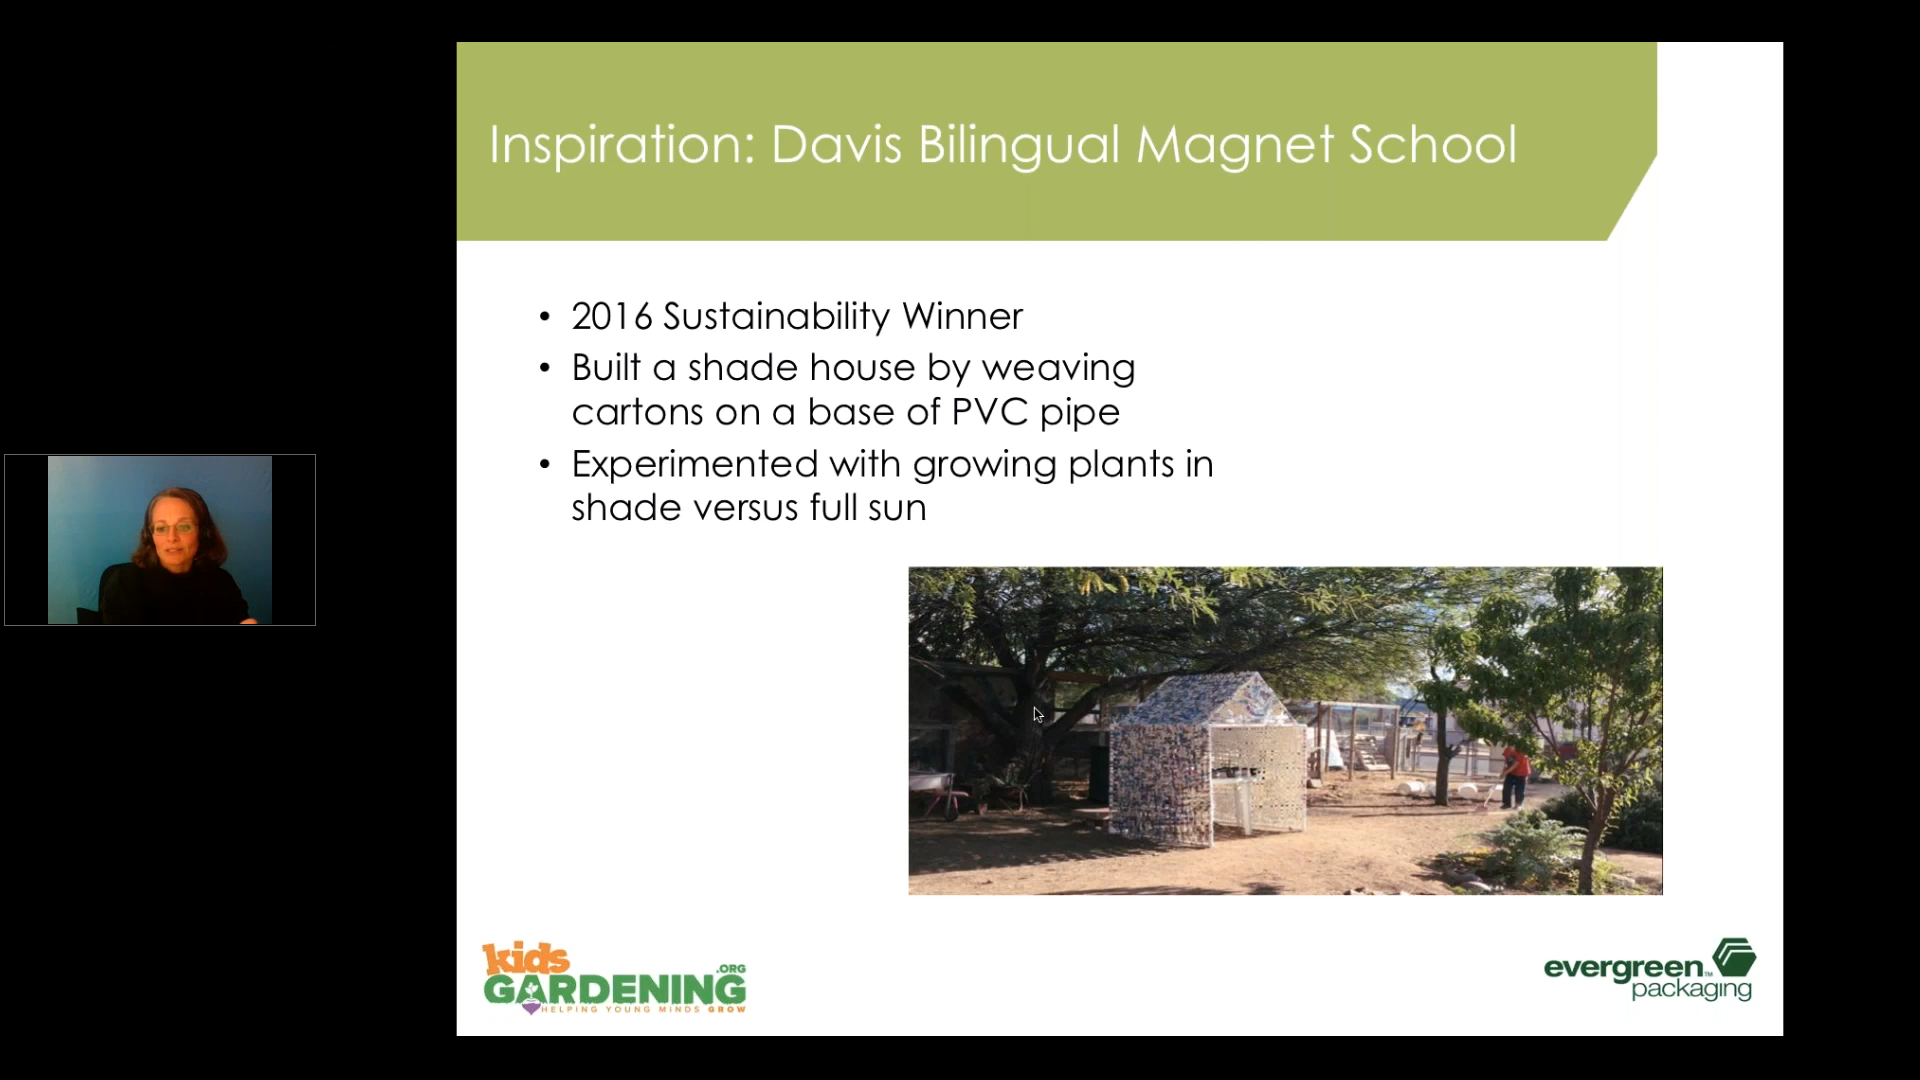 Inspiration: Davis Bilingual Magnet School
• 2016 Sustainability Winner
• Built a shade house by weaving
cartons on a base of PVC pipe
• Experimented with growing plants in
shade versus full sun
kids
GARDENING.ORG
HELPING YOUNG MINDS GROW
evergreen™
packaging